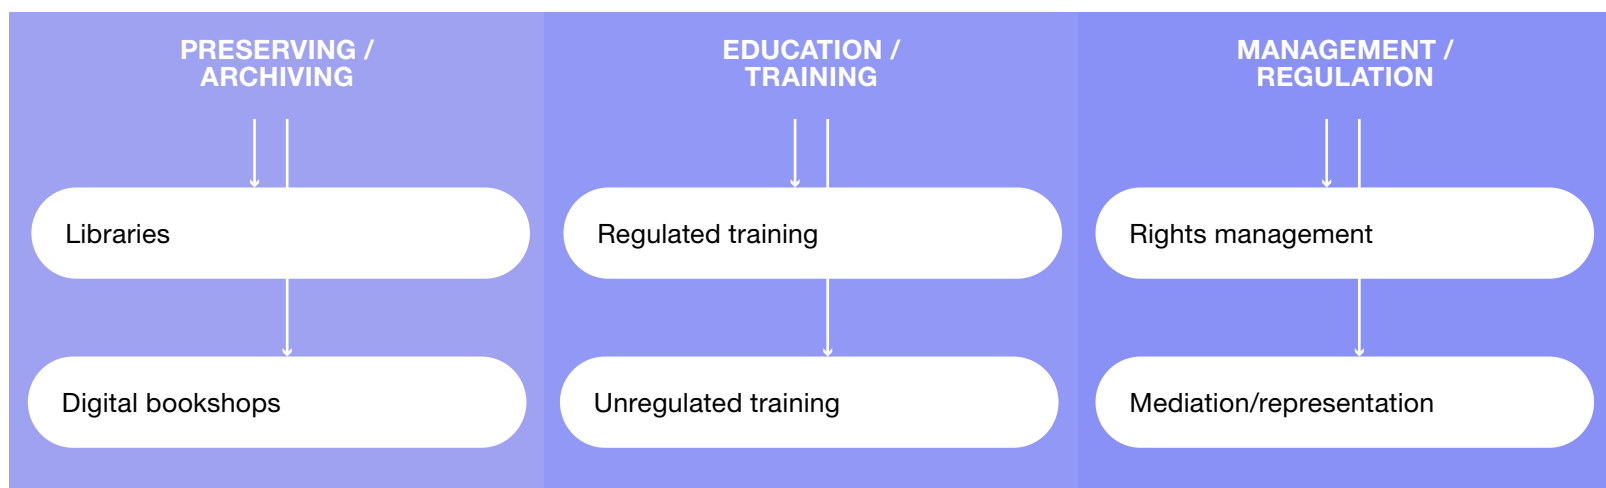 PRESERVING /
ARCHIVING
Libraries
Digital bookshops
EDUCATION /
TRAINING
Regulated training
Unregulated training
MANAGEMENT /
REGULATION
Rights management
Mediation/representation